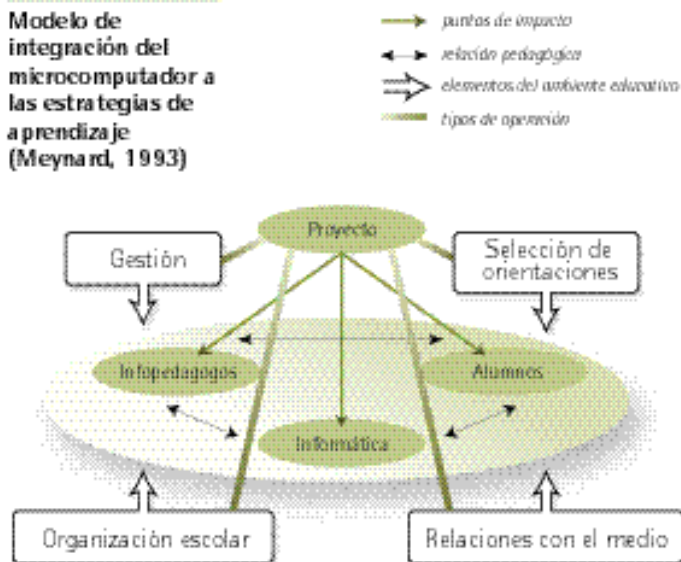 Modelo de
integración del
microcomputador a
las estrategias de
aprendizaje
(Meynard, 1993)
puntos de impacto
relación pedagógica
elementos del ambiente educativo
tipos de operación
Proyecto
Gestión
Selección de
orientaciones
Infopedagogos
Alumnos
Informática
Organización escolar
Relaciones con el medio